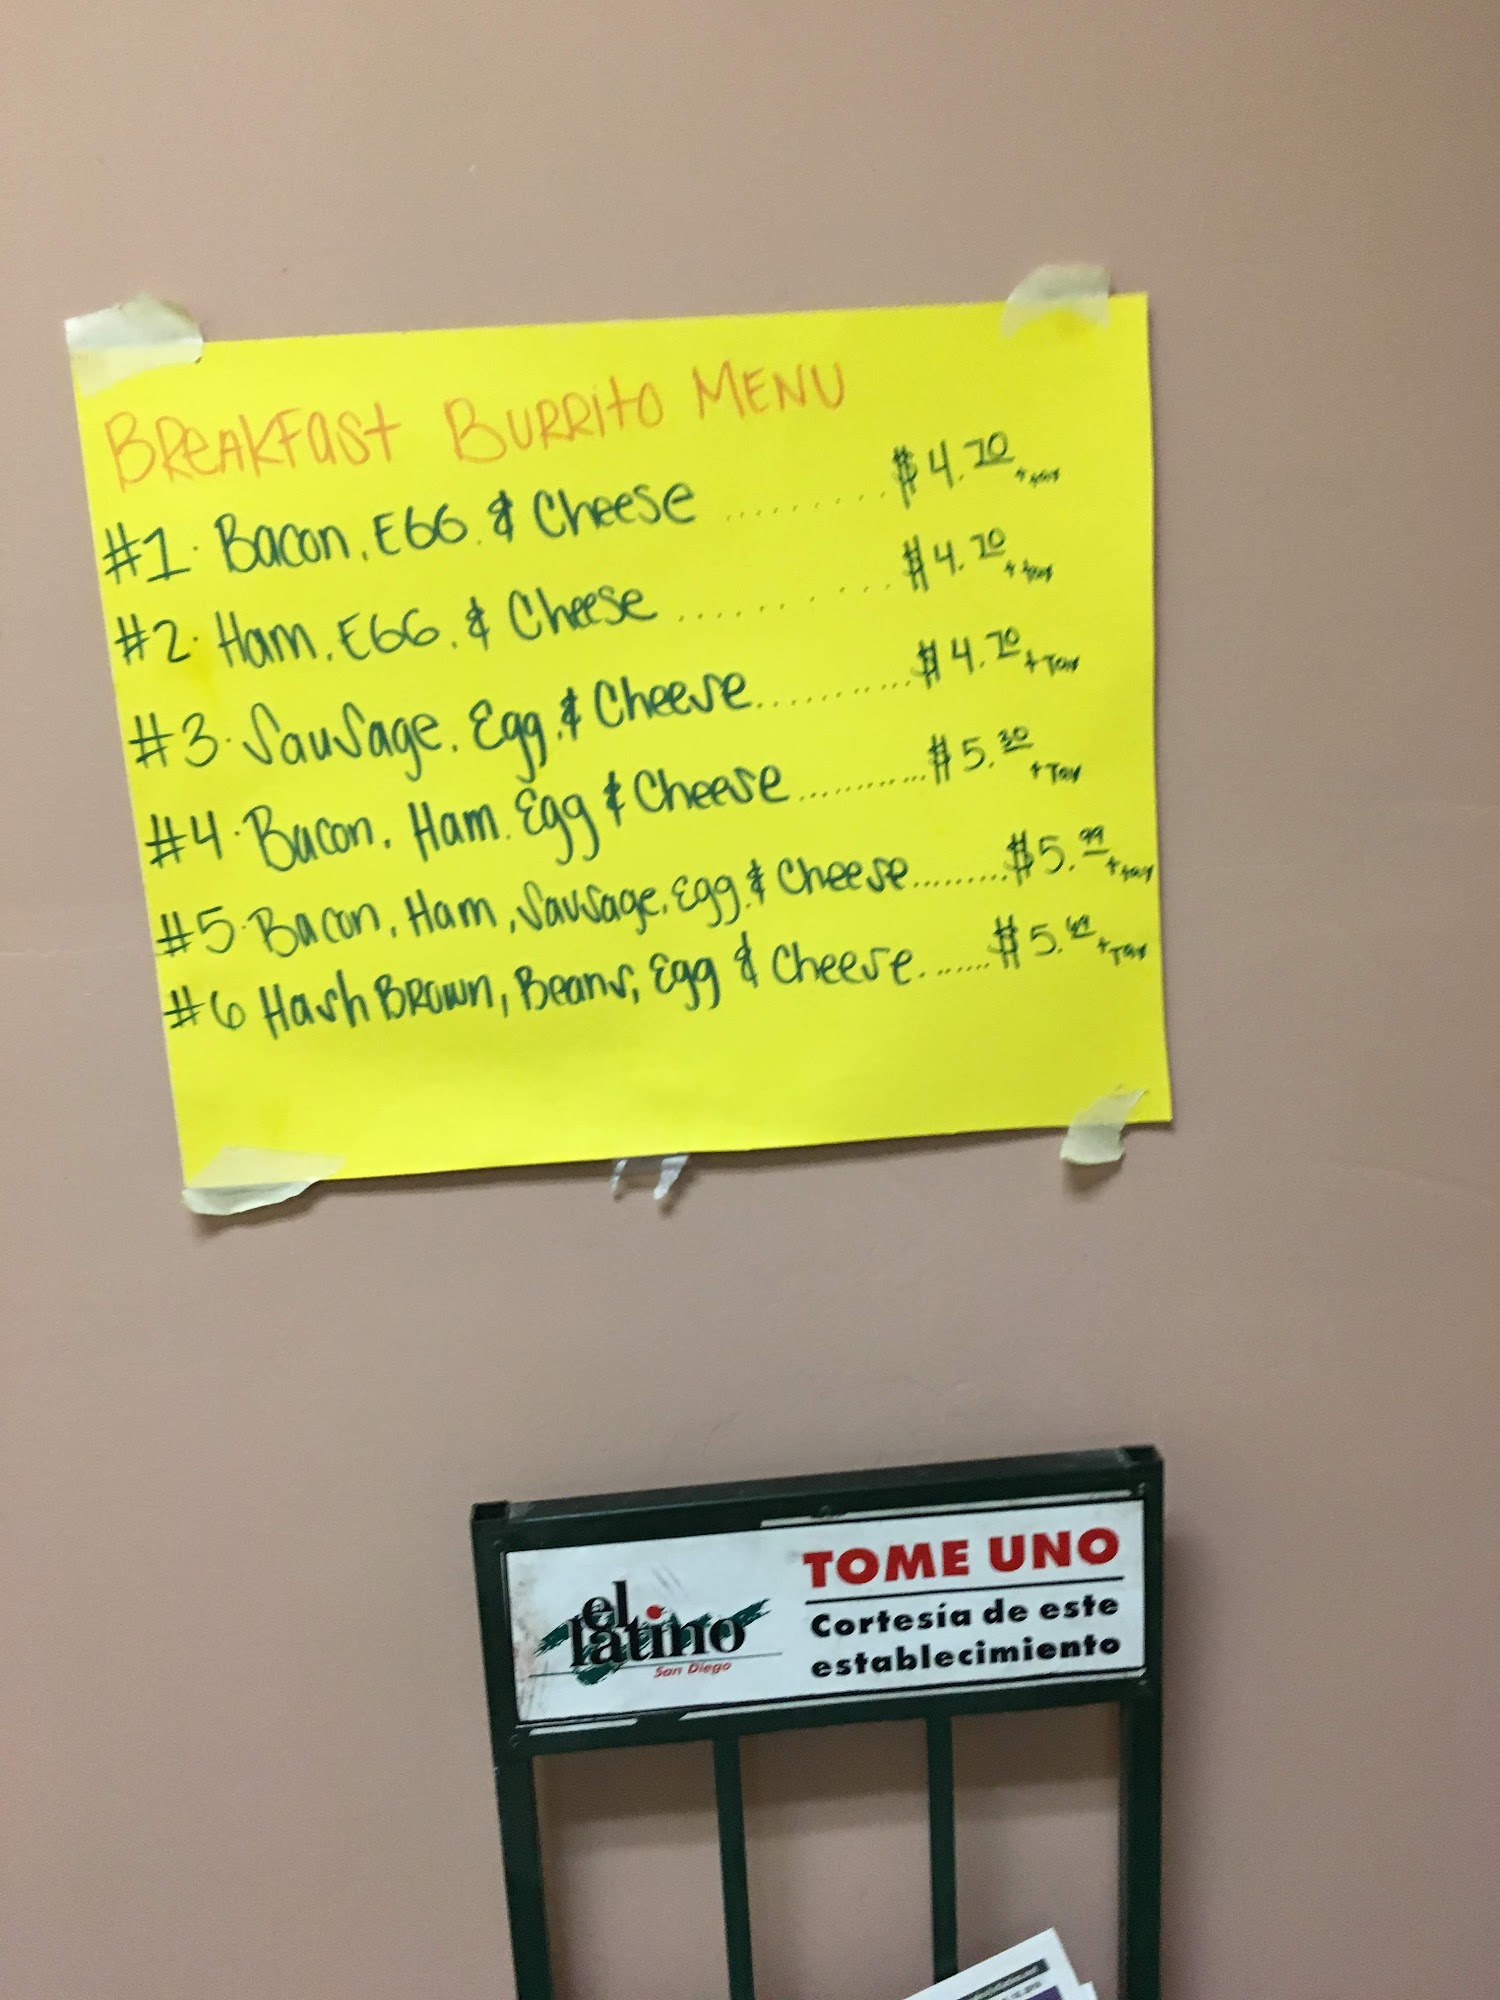 BREAKFAST BURRITO MENU
#1. Bacon, EGG, & Cheese ......... $4.70 + tax
#2. Ham, EGG, & Cheese ......... $4.70 + tax
#3. Sausage, Egg, & Cheese .......... $4.70 + Tax
#4. Bacon, Ham, Egg & Cheese .......... $5.30 + Tax
#5. Bacon, Ham, Sausage, Egg, & Cheese ......... $5.99 + tax
#6 Hash BROWN, Beans, Egg & Cheese ....... $5. + Tax
el latino
San Diego
TOME UNO
Cortesía de este
establecimiento